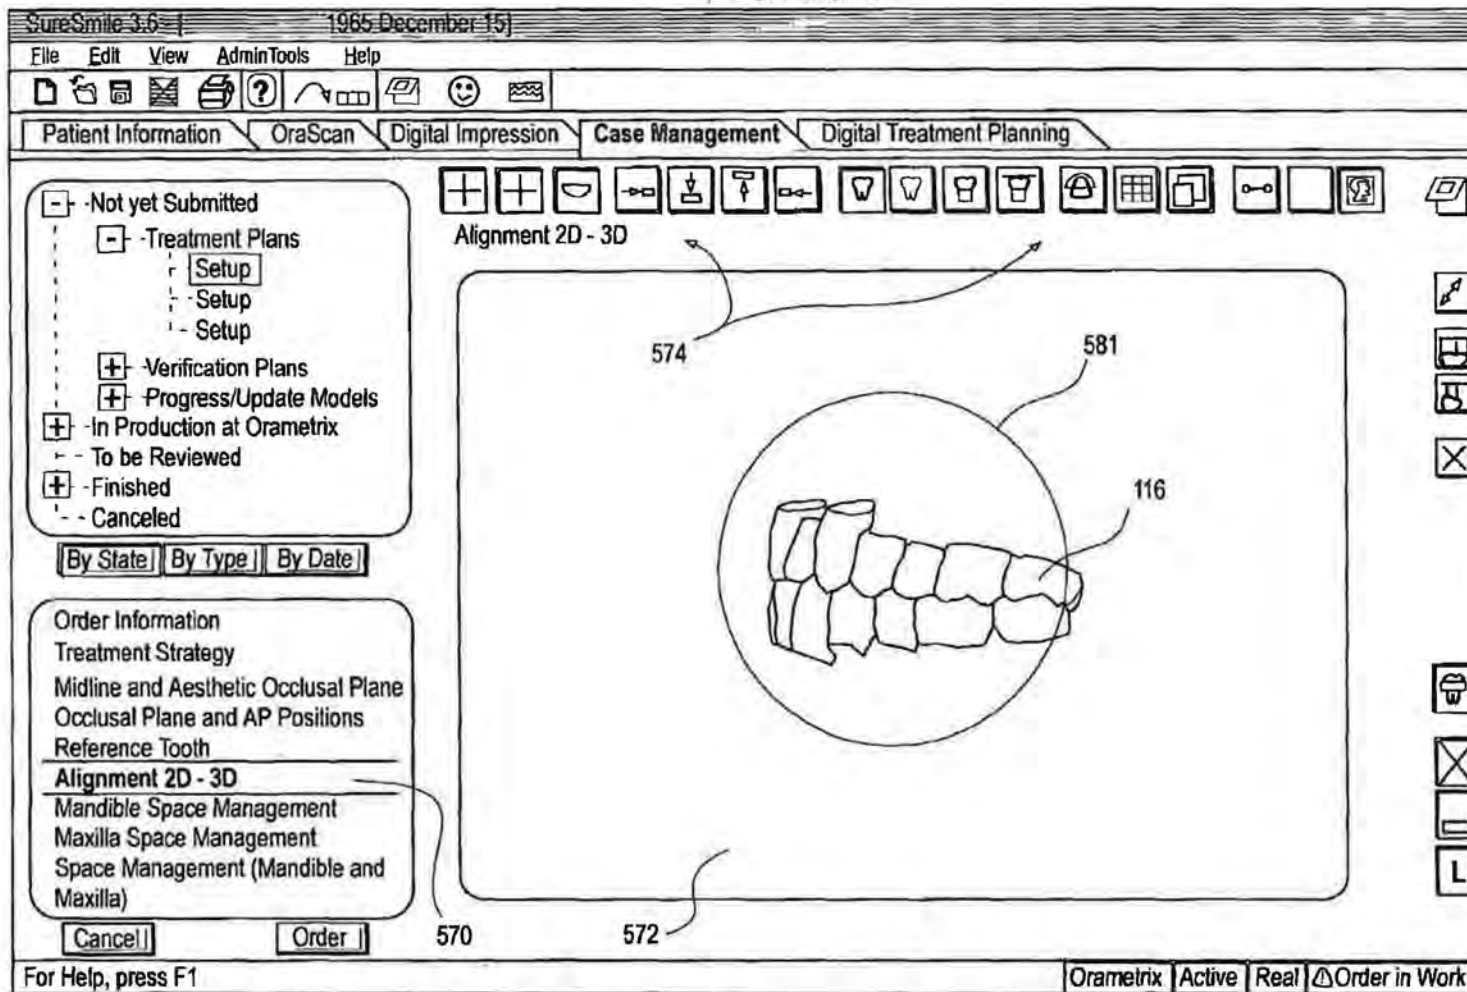 SureSmile 3.6 - [ 1965 December 15]
File Edit View AdminTools Help
Patient Information OraScan Digital Impression Case Management Digital Treatment Planning
Not yet Submitted
Treatment Plans
Setup
Setup
Setup
Verification Plans
Progress/Update Models
In Production at Orametrix
To be Reviewed
Finished
Canceled
By State By Type By Date
Order Information
Treatment Strategy
Midline and Aesthetic Occlusal Plane
Occlusal Plane and AP Positions
Reference Tooth
Alignment 2D - 3D
Mandible Space Management
Maxilla Space Management
Space Management (Mandible and
Maxilla)
Cancel Order
570
Alignment 2D - 3D
574
581
116
572
L
For Help, press F1
Orametrix Active Real Order in Work